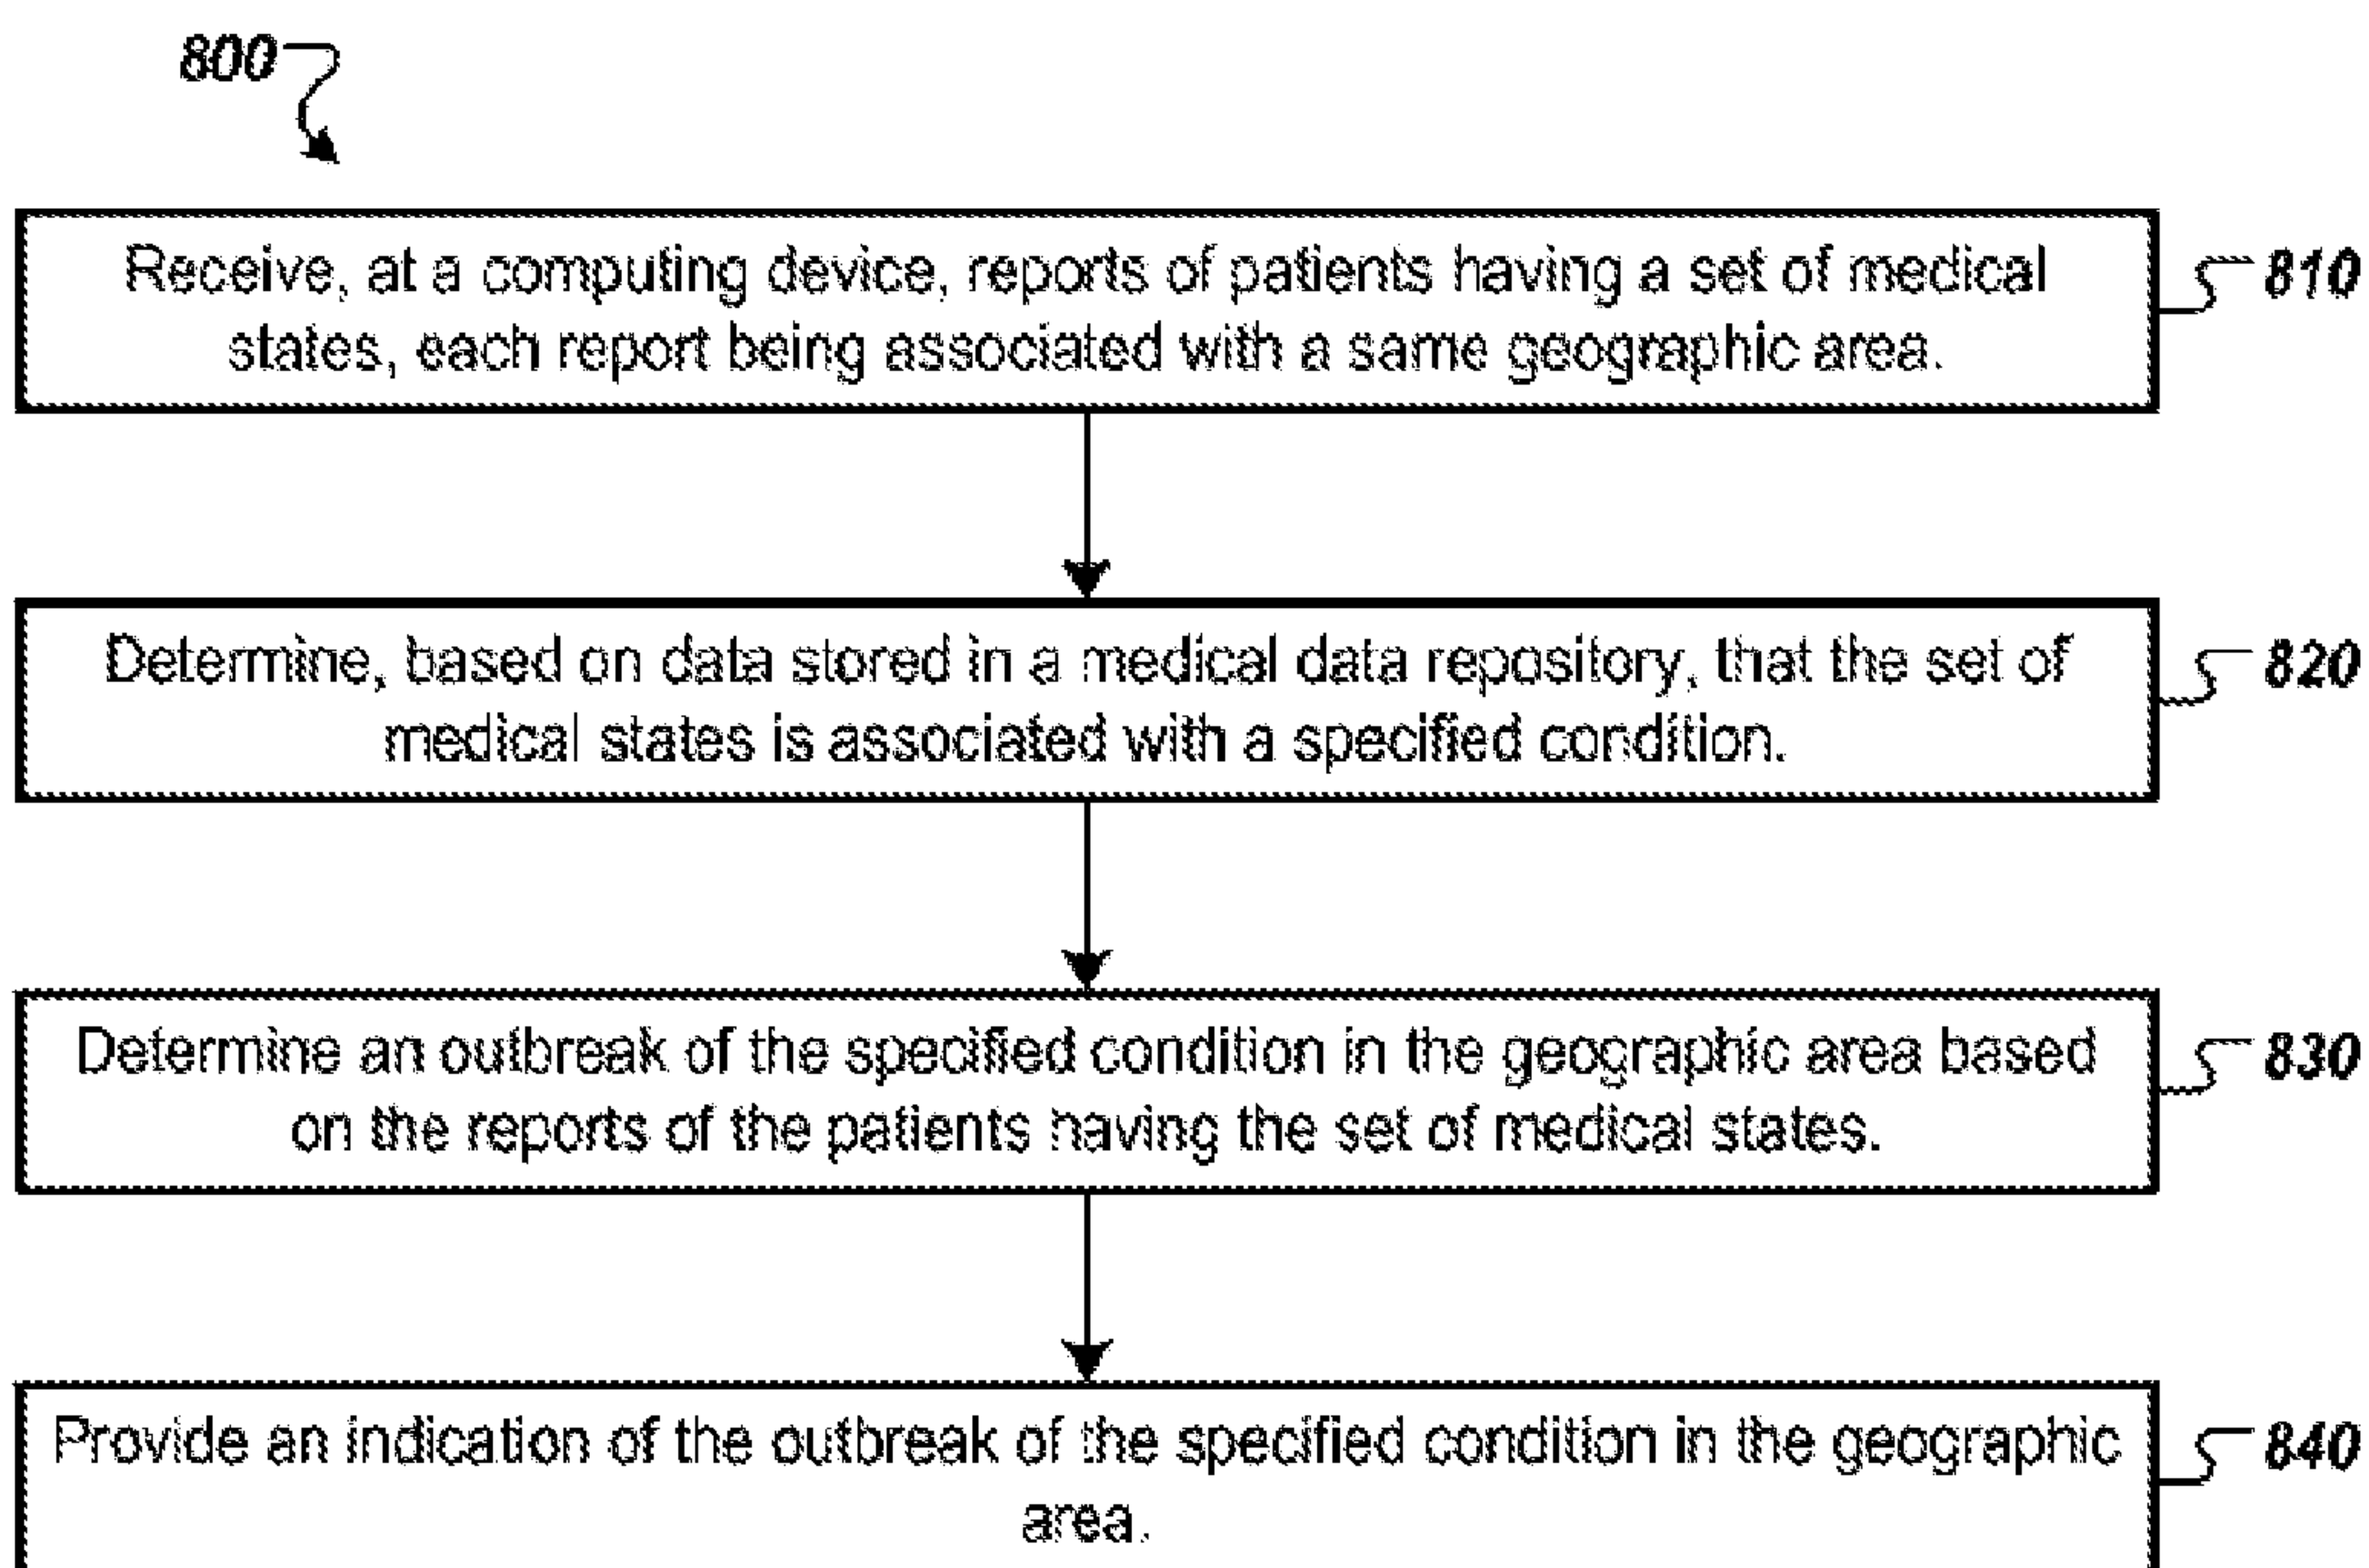 800
Receive, at a computing device, reports of patients having a set of medical
states, each report being associated with a same geographic area.
810
Determine, based on data stored in a medical data repository, that the set of
medical states is associated with a specified condition.
820
Determine an outbreak of the specified condition in the geographic area based
on the reports of the patients having the set of medical states.
830
Provide an indication of the outbreak of the specified condition in the geographic
area.
840